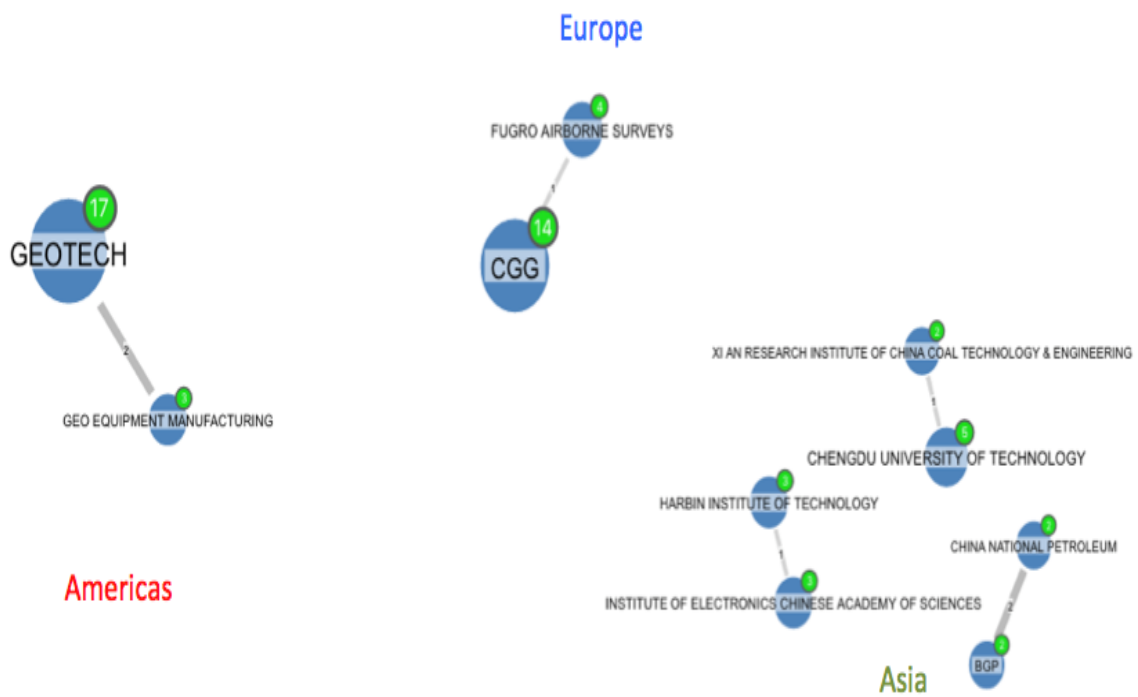 Europe
4
FUGRO AIRBORNE SURVEYS
1
17
GEOTECH
14
CGG
2
3
GEO EQUIPMENT MANUFACTURING
2
XI AN RESEARCH INSTITUTE OF CHINA COAL TECHNOLOGY & ENGINEERING
1
5
CHENGDU UNIVERSITY OF TECHNOLOGY
3
HARBIN INSTITUTE OF TECHNOLOGY
1
2
CHINA NATIONAL PETROLEUM
3
INSTITUTE OF ELECTRONICS CHINESE ACADEMY OF SCIENCES
2
2
BGP
Americas
Asia